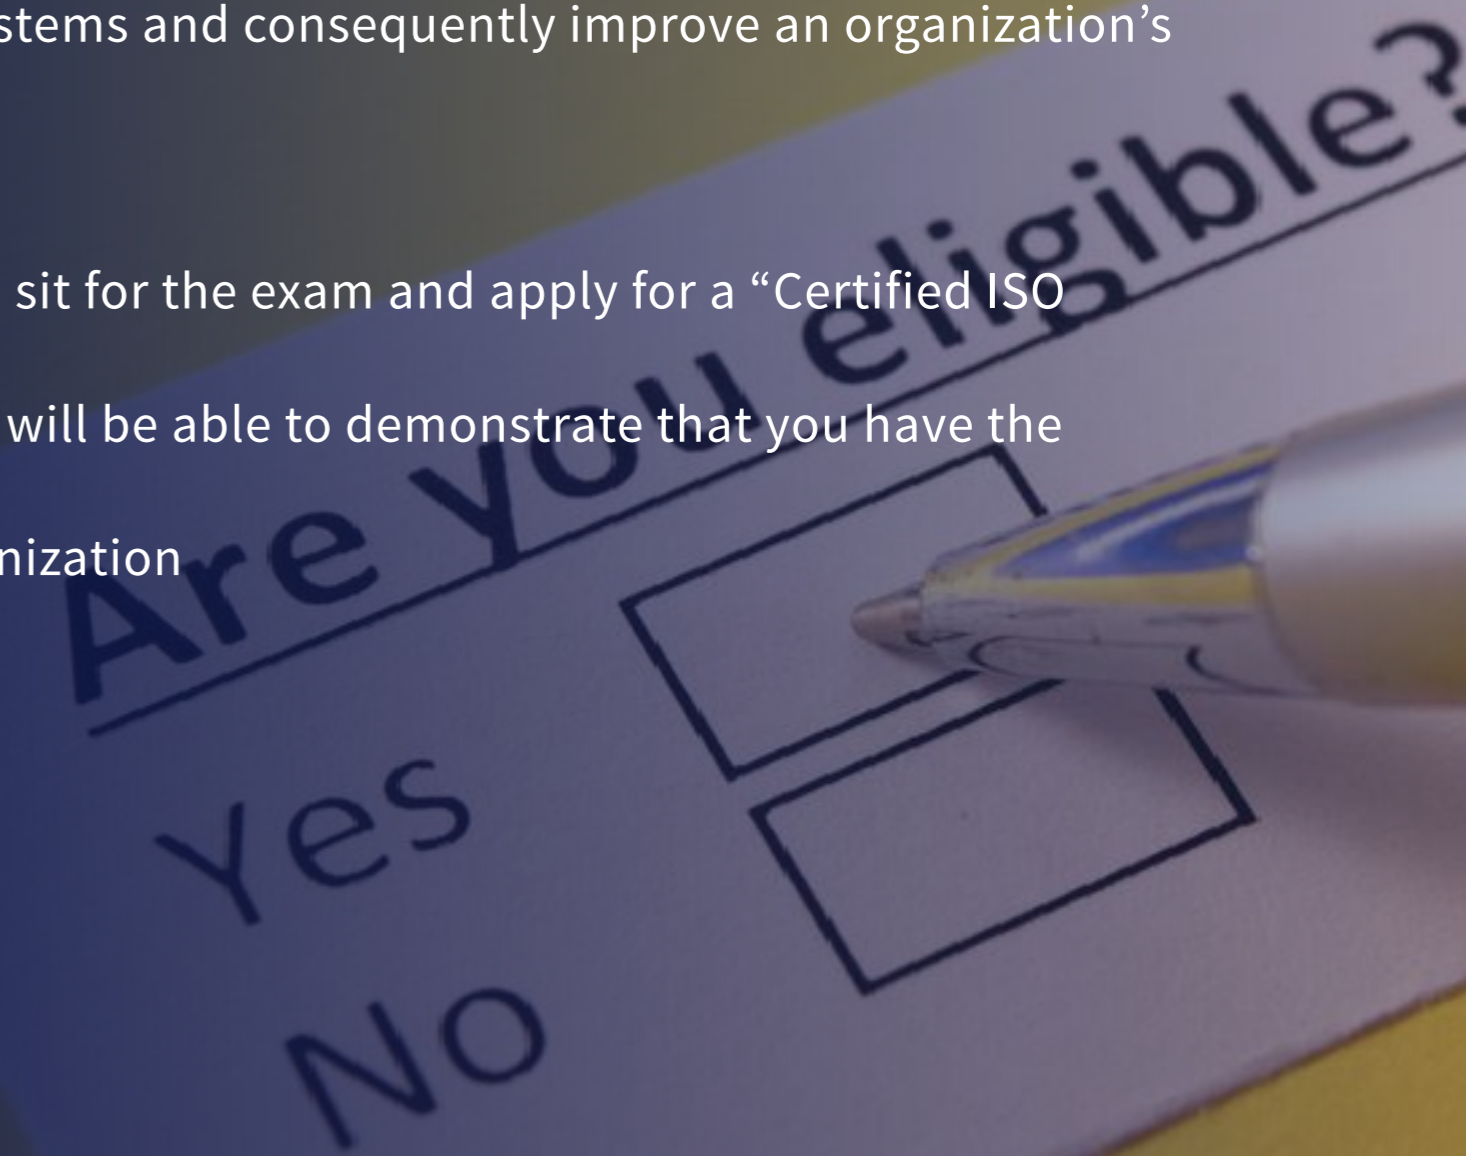 stems and consequently improve an organization’s
sit for the exam and apply for a “Certified ISO
will be able to demonstrate that you have the
nization
Are you eligible?
Yes
No